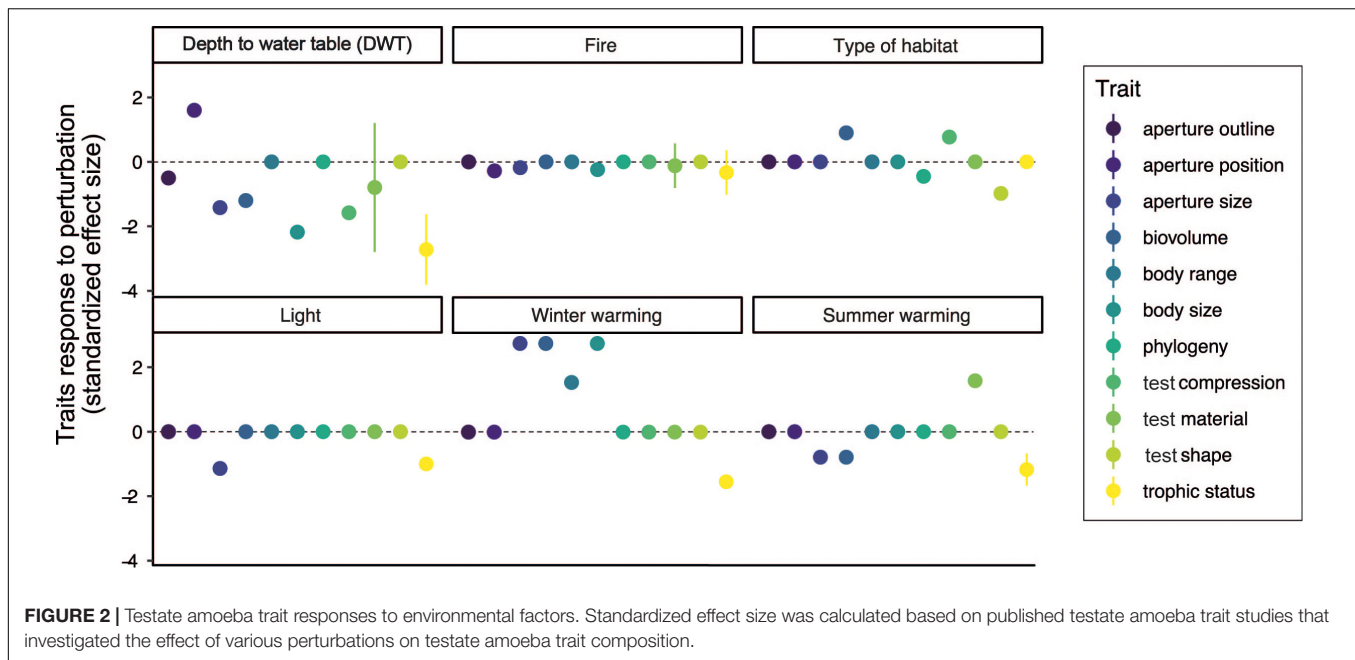 Depth to water table (DWT)
Fire
Type of habitat
Traits response to perturbation
(standardized effect size)
2
0
-2
-4
Light
Winter warming
Summer warming
2
0
-2
-4
Trait
aperture outline
aperture position
aperture size
biovolume
body range
body size
phylogeny
test compression
test material
test shape
trophic status
FIGURE 2 | Testate amoeba trait responses to environmental factors. Standardized effect size was calculated based on published testate amoeba trait studies that
investigated the effect of various perturbations on testate amoeba trait composition.